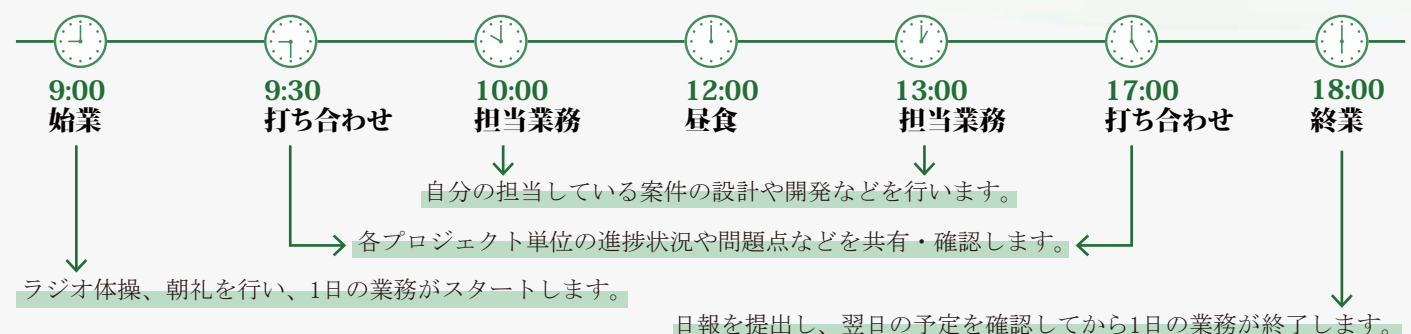 9:00
始業
9:30
打ち合わせ
10:00
担当業務
12:00
昼食
13:00
担当業務
17:00
打ち合わせ
18:00
終業
自分の担当している案件の設計や開発などを行います。
各プロジェクト単位の進捗状況や問題点などを共有・確認します。
ラジオ体操、朝礼を行い、1日の業務がスタートします。
日報を提出し、翌日の予定を確認してから1日の業務が終了します。